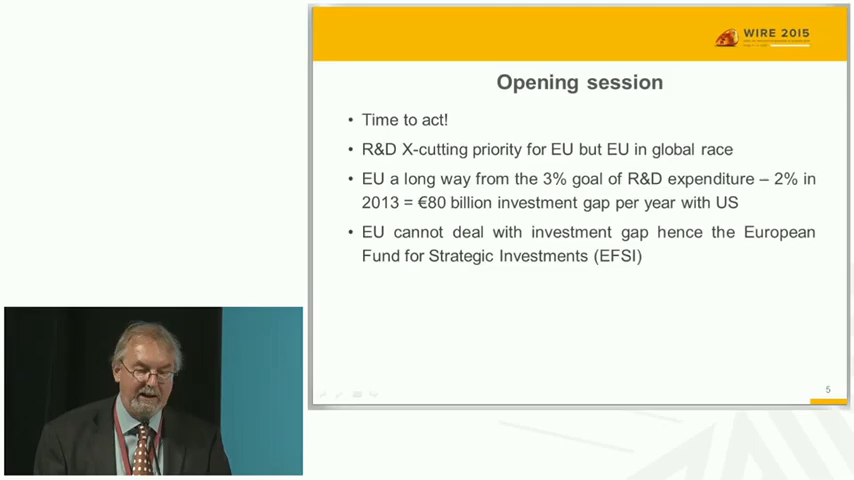 WIRE 2015
Opening session
• Time to act!
• R&D X-cutting priority for EU but EU in global race
• EU a long way from the 3% goal of R&D expenditure – 2% in
2013 = €80 billion investment gap per year with US
• EU cannot deal with investment gap hence the European
Fund for Strategic Investments (EFSI)
5